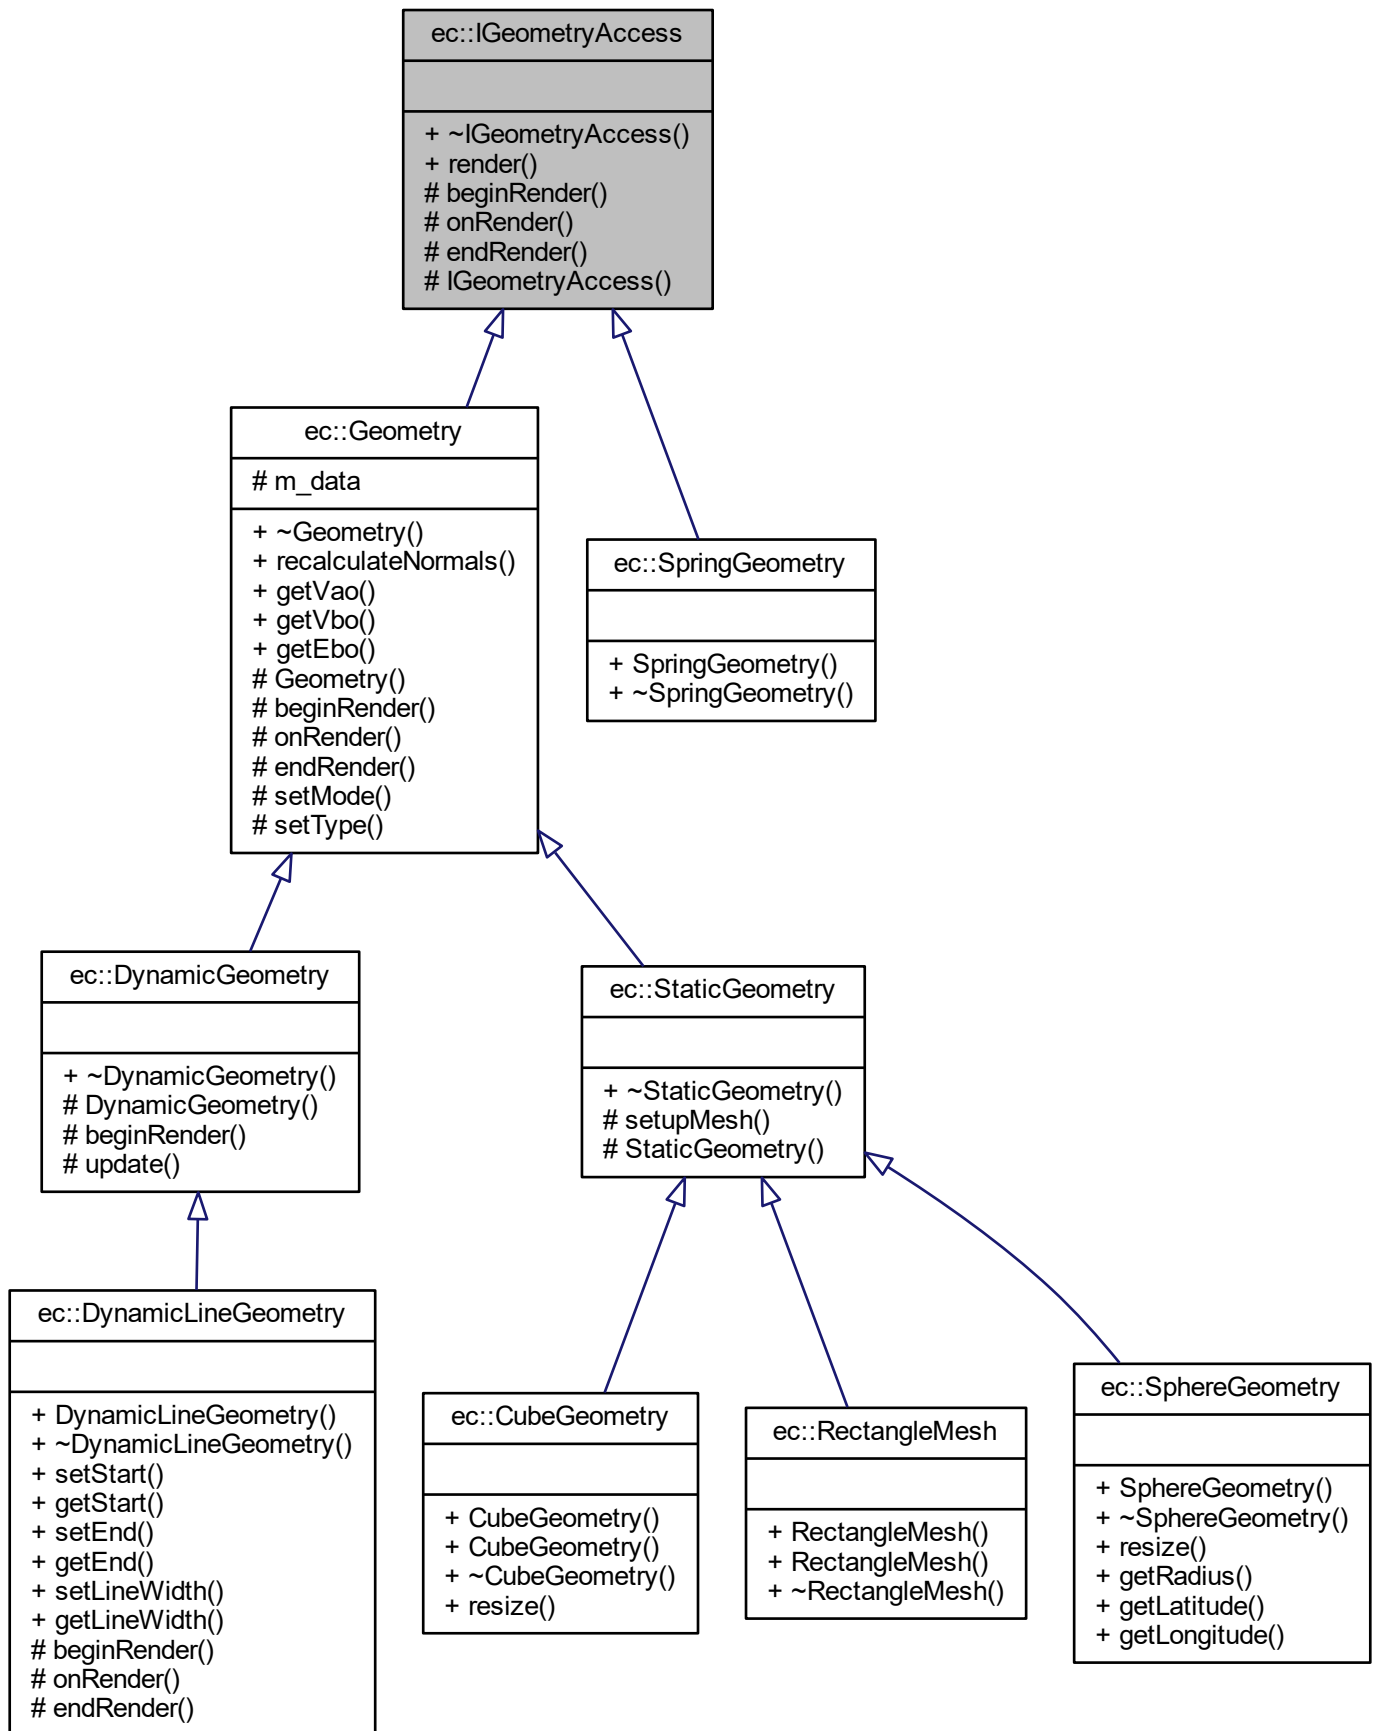 ec::IGeometryAccess
+ ~IGeometryAccess()
+ render()
# beginRender()
# onRender()
# endRender()
# IGeometryAccess()
ec::Geometry
# m_data
+ ~Geometry()
+ recalculateNormals()
+ getVao()
+ getVbo()
+ getEbo()
# Geometry()
# beginRender()
# onRender()
# endRender()
# setMode()
# setType()
ec::SpringGeometry
+ SpringGeometry()
+ ~SpringGeometry()
ec::DynamicGeometry
+ ~DynamicGeometry()
# DynamicGeometry()
# beginRender()
# update()
ec::StaticGeometry
+ ~StaticGeometry()
# setupMesh()
# StaticGeometry()
ec::DynamicLineGeometry
+ DynamicLineGeometry()
+ ~DynamicLineGeometry()
+ setStart()
+ getStart()
+ setEnd()
+ getEnd()
+ setLineWidth()
+ getLineWidth()
# beginRender()
# onRender()
# endRender()
ec::CubeGeometry
+ CubeGeometry()
+ CubeGeometry()
+ ~CubeGeometry()
+ resize()
ec::RectangleMesh
+ RectangleMesh()
+ RectangleMesh()
+ ~RectangleMesh()
ec::SphereGeometry
+ SphereGeometry()
+ ~SphereGeometry()
+ resize()
+ getRadius()
+ getLatitude()
+ getLongitude()